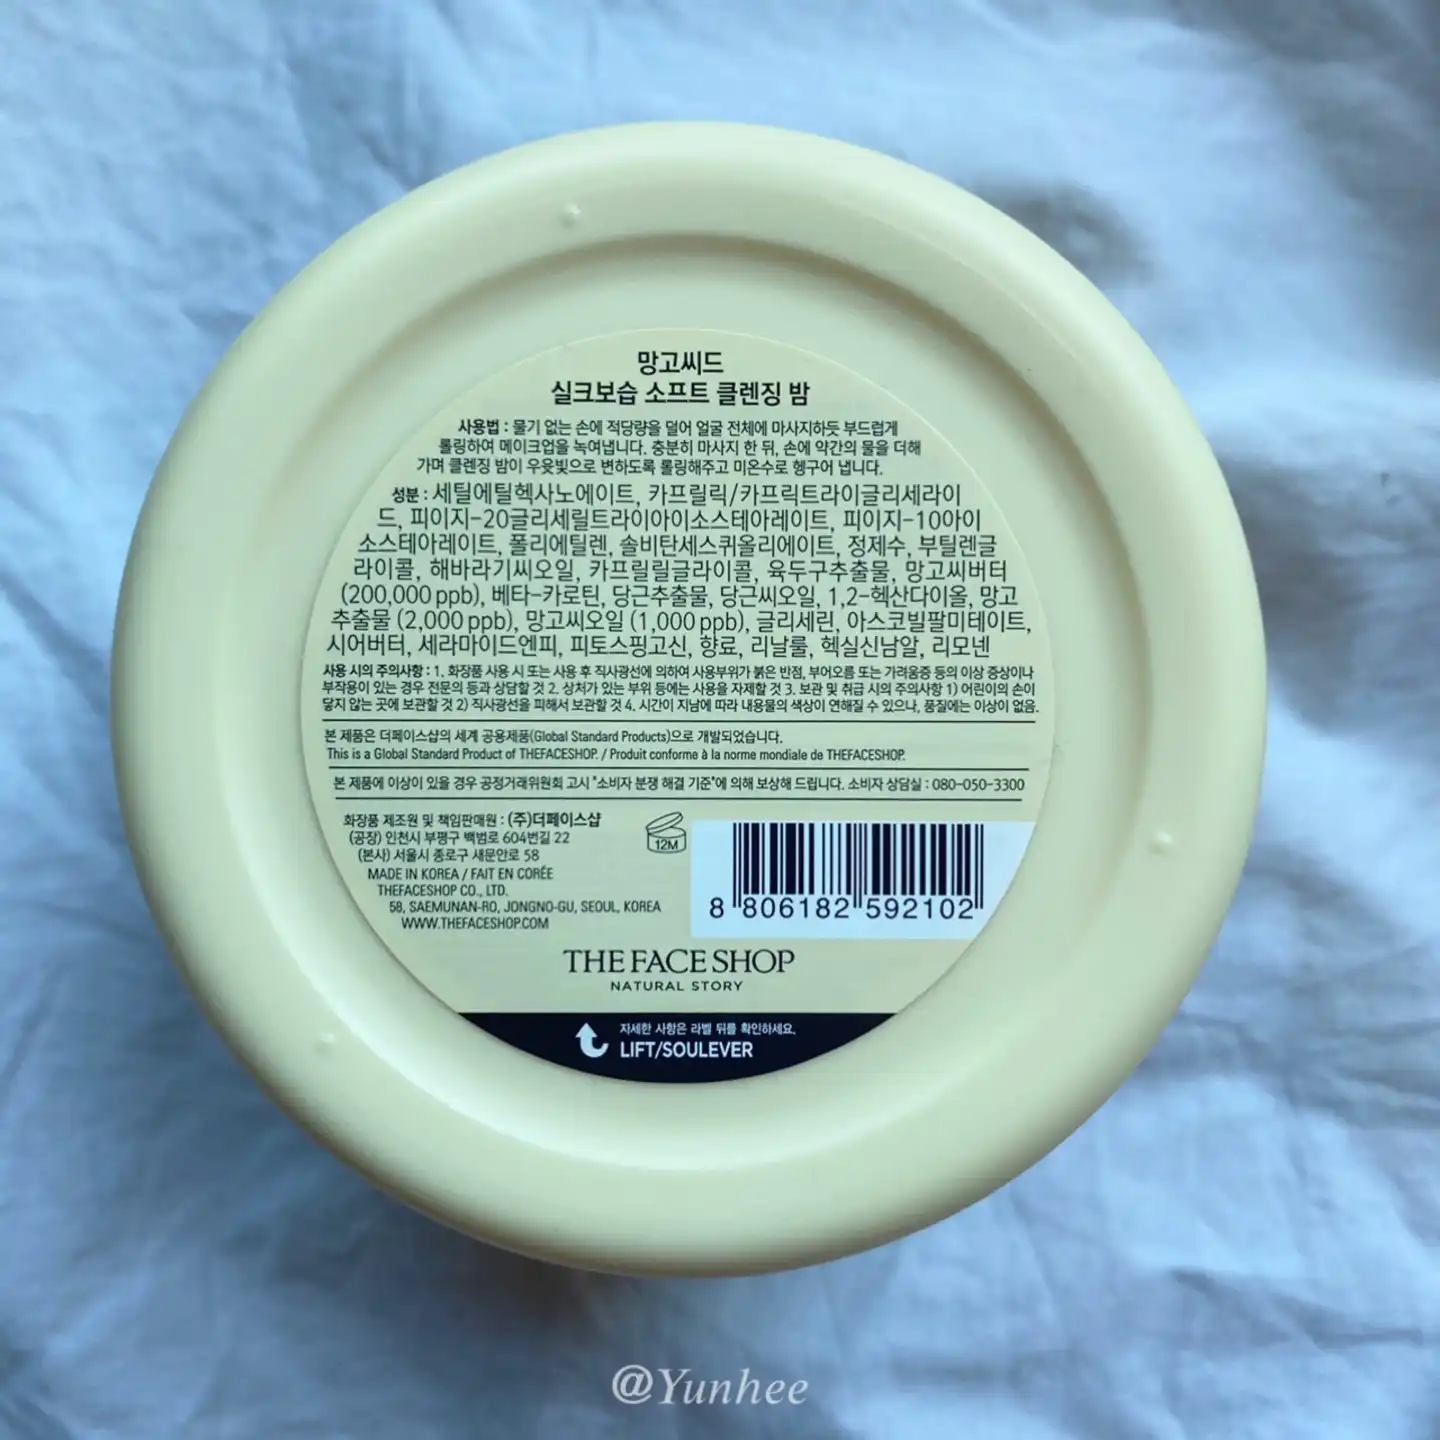 망고씨드
실크보습 소프트 클렌징 밤
사용법 : 물기 없는 손에 적당량을 덜어 얼굴 전체에 마사지하듯 부드럽게
롤링하여 메이크업을 녹여냅니다. 충분히 마사지 한 뒤, 손에 약간의 물을 더해
가며 클렌징 밤이 우윳빛으로 변하도록 롤링해주고 미온수로 헹구어 냅니다.
성분 : 세틸에틸헥사노에이트, 카프릴릭/카프릭트라이글리세라이
드, 피이지-20글리세릴트라이아이소스테아레이트, 피이지-10아이
소스테아레이트, 폴리에틸렌, 솔비탄세스퀴올리에이트, 정제수, 부틸렌글
라이콜, 해바라기씨오일, 카프릴릴글라이콜, 육두구추출물, 망고씨버터
(200,000 ppb), 베타-카로틴, 당근추출물, 당근씨오일, 1,2-헥산다이올, 망고
추출물 (2,000 ppb), 망고씨오일 (1,000 ppb), 글리세린, 아스코빌팔미테이트,
시어버터, 세라마이드엔피, 피토스핑고신, 향료, 리날룰, 헥실신남알, 리모넨
사용 시의 주의사항 : 1. 화장품 사용 시 또는 사용 후 직사광선에 의하여 사용부위가 붉은 반점, 부어오름 또는 가려움증 등의 이상 증상이나
부작용이 있는 경우 전문의 등과 상담할 것 2. 상처가 있는 부위 등에는 사용을 자제할 것 3. 보관 및 취급 시의 주의사항 1) 어린이의 손이
닿지 않는 곳에 보관할 것 2) 직사광선을 피해서 보관할 것 4. 시간이 지남에 따라 내용물의 색상이 연해질 수 있으나, 품질에는 이상이 없음.
본 제품은 더페이스샵의 세계 공용제품(Global Standard Products)으로 개발되었습니다.
This is a Global Standard Product of THEFACESHOP. / Produit conforme à la norme mondiale de THEFACESHOP.
본 제품에 이상이 있을 경우 공정거래위원회 고시 "소비자 분쟁 해결 기준"에 의해 보상해 드립니다. 소비자 상담실 : 080-050-3300
화장품 제조원 및 책임판매원 : (주)더페이스샵
(공장) 인천시 부평구 백범로 604번길 22
(본사) 서울시 종로구 새문안로 58
MADE IN KOREA / FAIT EN CORÉE
THEFACESHOP CO., LTD.
58, SAEMUNAN-RO, JONGNO-GU, SEOUL, KOREA
WWW.THEFACESHOP.COM
12M
8 806182 592102
THE FACE SHOP
NATURAL STORY
자세한 사항은 라벨 뒤를 확인하세요.
LIFT/SOULEVER
@Yunhee